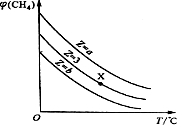 φ(CH₄)
Z=a
Z=3
X
Z=b
O
T/℃